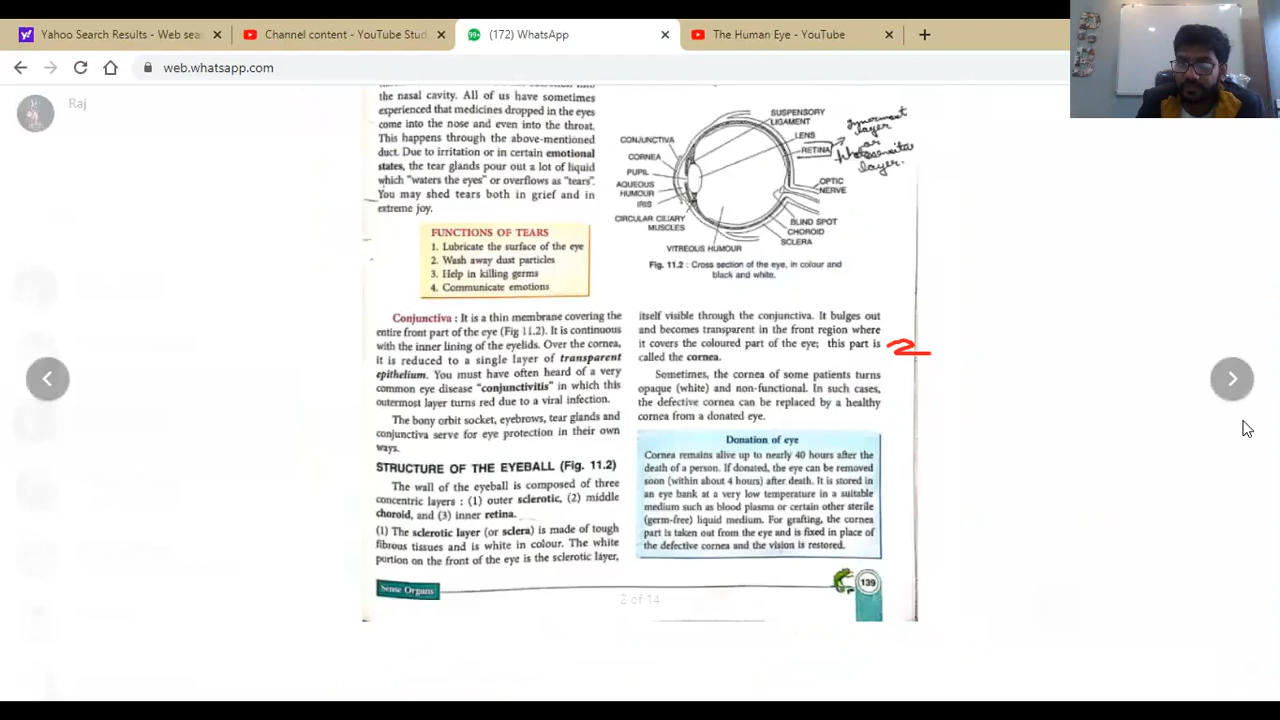 Yahoo Search Results - Web sea
Channel content - YouTube Stud
99+
(172) WhatsApp
The Human Eye - YouTube
web.whatsapp.com
Raj
the nasal cavity. All of us have sometimes
experienced that medicines dropped in the eyes
come into the nose and even into the throat.
This happens through the above-mentioned
duct. Due to irritation or in certain emotional
states, the tear glands pour out a lot of liquid
which "waters the eyes" or overflows as "tears".
You may shed tears both in grief and in
extreme joy.
FUNCTIONS OF TEARS
1. Lubricate the surface of the eye
2. Wash away dust particles
3. Help in killing germs
4. Communicate emotions
Conjunctiva : It is a thin membrane covering the
entire front part of the eye (Fig 11.2). It is continuous
with the inner lining of the eyelids. Over the cornea,
it is reduced to a single layer of transparent
epithelium. You must have often heard of a very
common eye disease "conjunctivitis" in which this
outermost layer turns red due to a viral infection.
The bony orbit socket, eyebrows, tear glands and
conjunctiva serve for eye protection in their own
ways.
STRUCTURE OF THE EYEBALL (Fig. 11.2)
The wall of the eyeball is composed of three
concentric layers : (1) outer sclerotic, (2) middle
choroid, and (3) inner retina.
(1) The sclerotic layer (or sclera) is made of tough
fibrous tissues and is white in colour. The white
portion on the front of the eye is the sclerotic layer,
SUSPENSORY
LIGAMENT
LENS
RETINA
layer
or
layer.
CONJUNCTIVA
CORNEA
PUPIL
AQUEOUS
HUMOUR
IRIS
CIRCULAR CILIARY
MUSCLES
VITREOUS HUMOUR
OPTIC
NERVE
BLIND SPOT
CHOROID
SCLERA
Fig. 11.2 : Cross section of the eye, in colour and
black and white.
itself visible through the conjunctiva. It bulges out
and becomes transparent in the front region where
it covers the coloured part of the eye; this part is
called the cornea.
Sometimes, the cornea of some patients turns
opaque (white) and non-functional. In such cases,
the defective cornea can be replaced by a healthy
cornea from a donated eye.
Donation of eye
Cornea remains alive up to nearly 40 hours after the
death of a person. If donated, the eye can be removed
soon (within about 4 hours) after death. It is stored in
an eye bank at a very low temperature in a suitable
medium such as blood plasma or certain other sterile
(germ-free) liquid medium. For grafting, the cornea
part is taken out from the eye and is fixed in place of
the defective cornea and the vision is restored.
Sense Organs
139
2 of 14